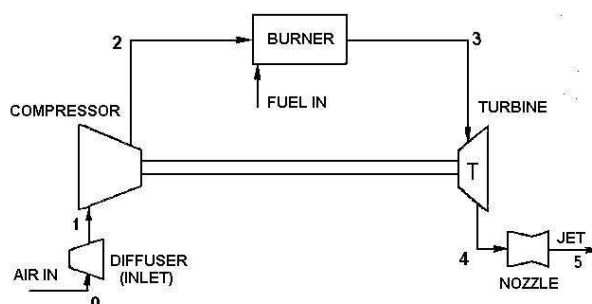 2
BURNER
3
FUEL IN
COMPRESSOR
TURBINE
T
1
DIFFUSER
(INLET)
AIR IN
0
4
JET
5
NOZZLE